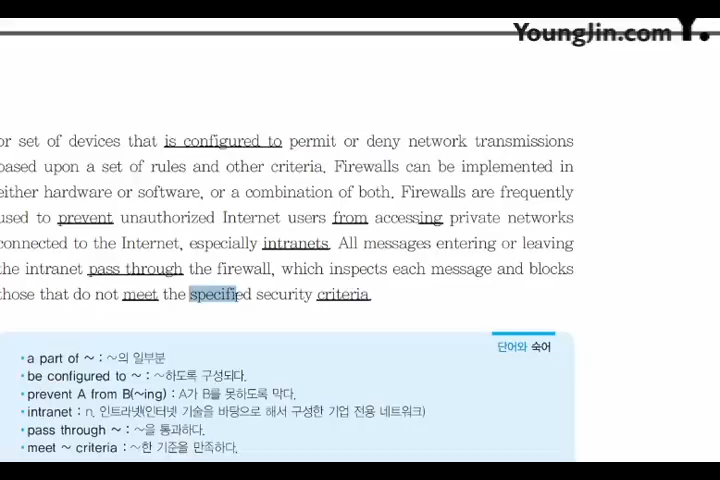 YoungJin.com Y.
or set of devices that is configured to permit or deny network transmissions
based upon a set of rules and other criteria. Firewalls can be implemented in
either hardware or software, or a combination of both. Firewalls are frequently
used to prevent unauthorized Internet users from accessing private networks
connected to the Internet, especially intranets. All messages entering or leaving
the intranet pass through the firewall, which inspects each message and blocks
those that do not meet the specified security criteria.
단어와 숙어
• a part of ~ : ~의 일부분
• be configured to ~ : ~하도록 구성되다.
• prevent A from B(~ing) : A가 B를 못하도록 막다.
• intranet : n. 인트라넷(인터넷 기술을 바탕으로 해서 구성한 기업 전용 네트워크)
• pass through ~ : ~을 통과하다.
• meet ~ criteria : ~한 기준을 만족하다.